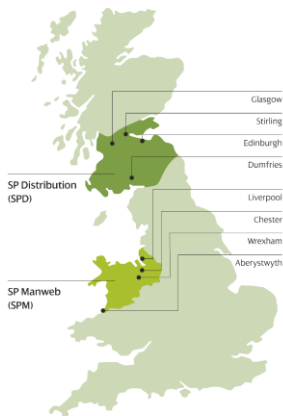 Glasgow
Stirling
Edinburgh
Dumfries
SP Distribution
(SPD)
Liverpool
Chester
Wrexham
Aberystwyth
SP Manweb
(SPM)